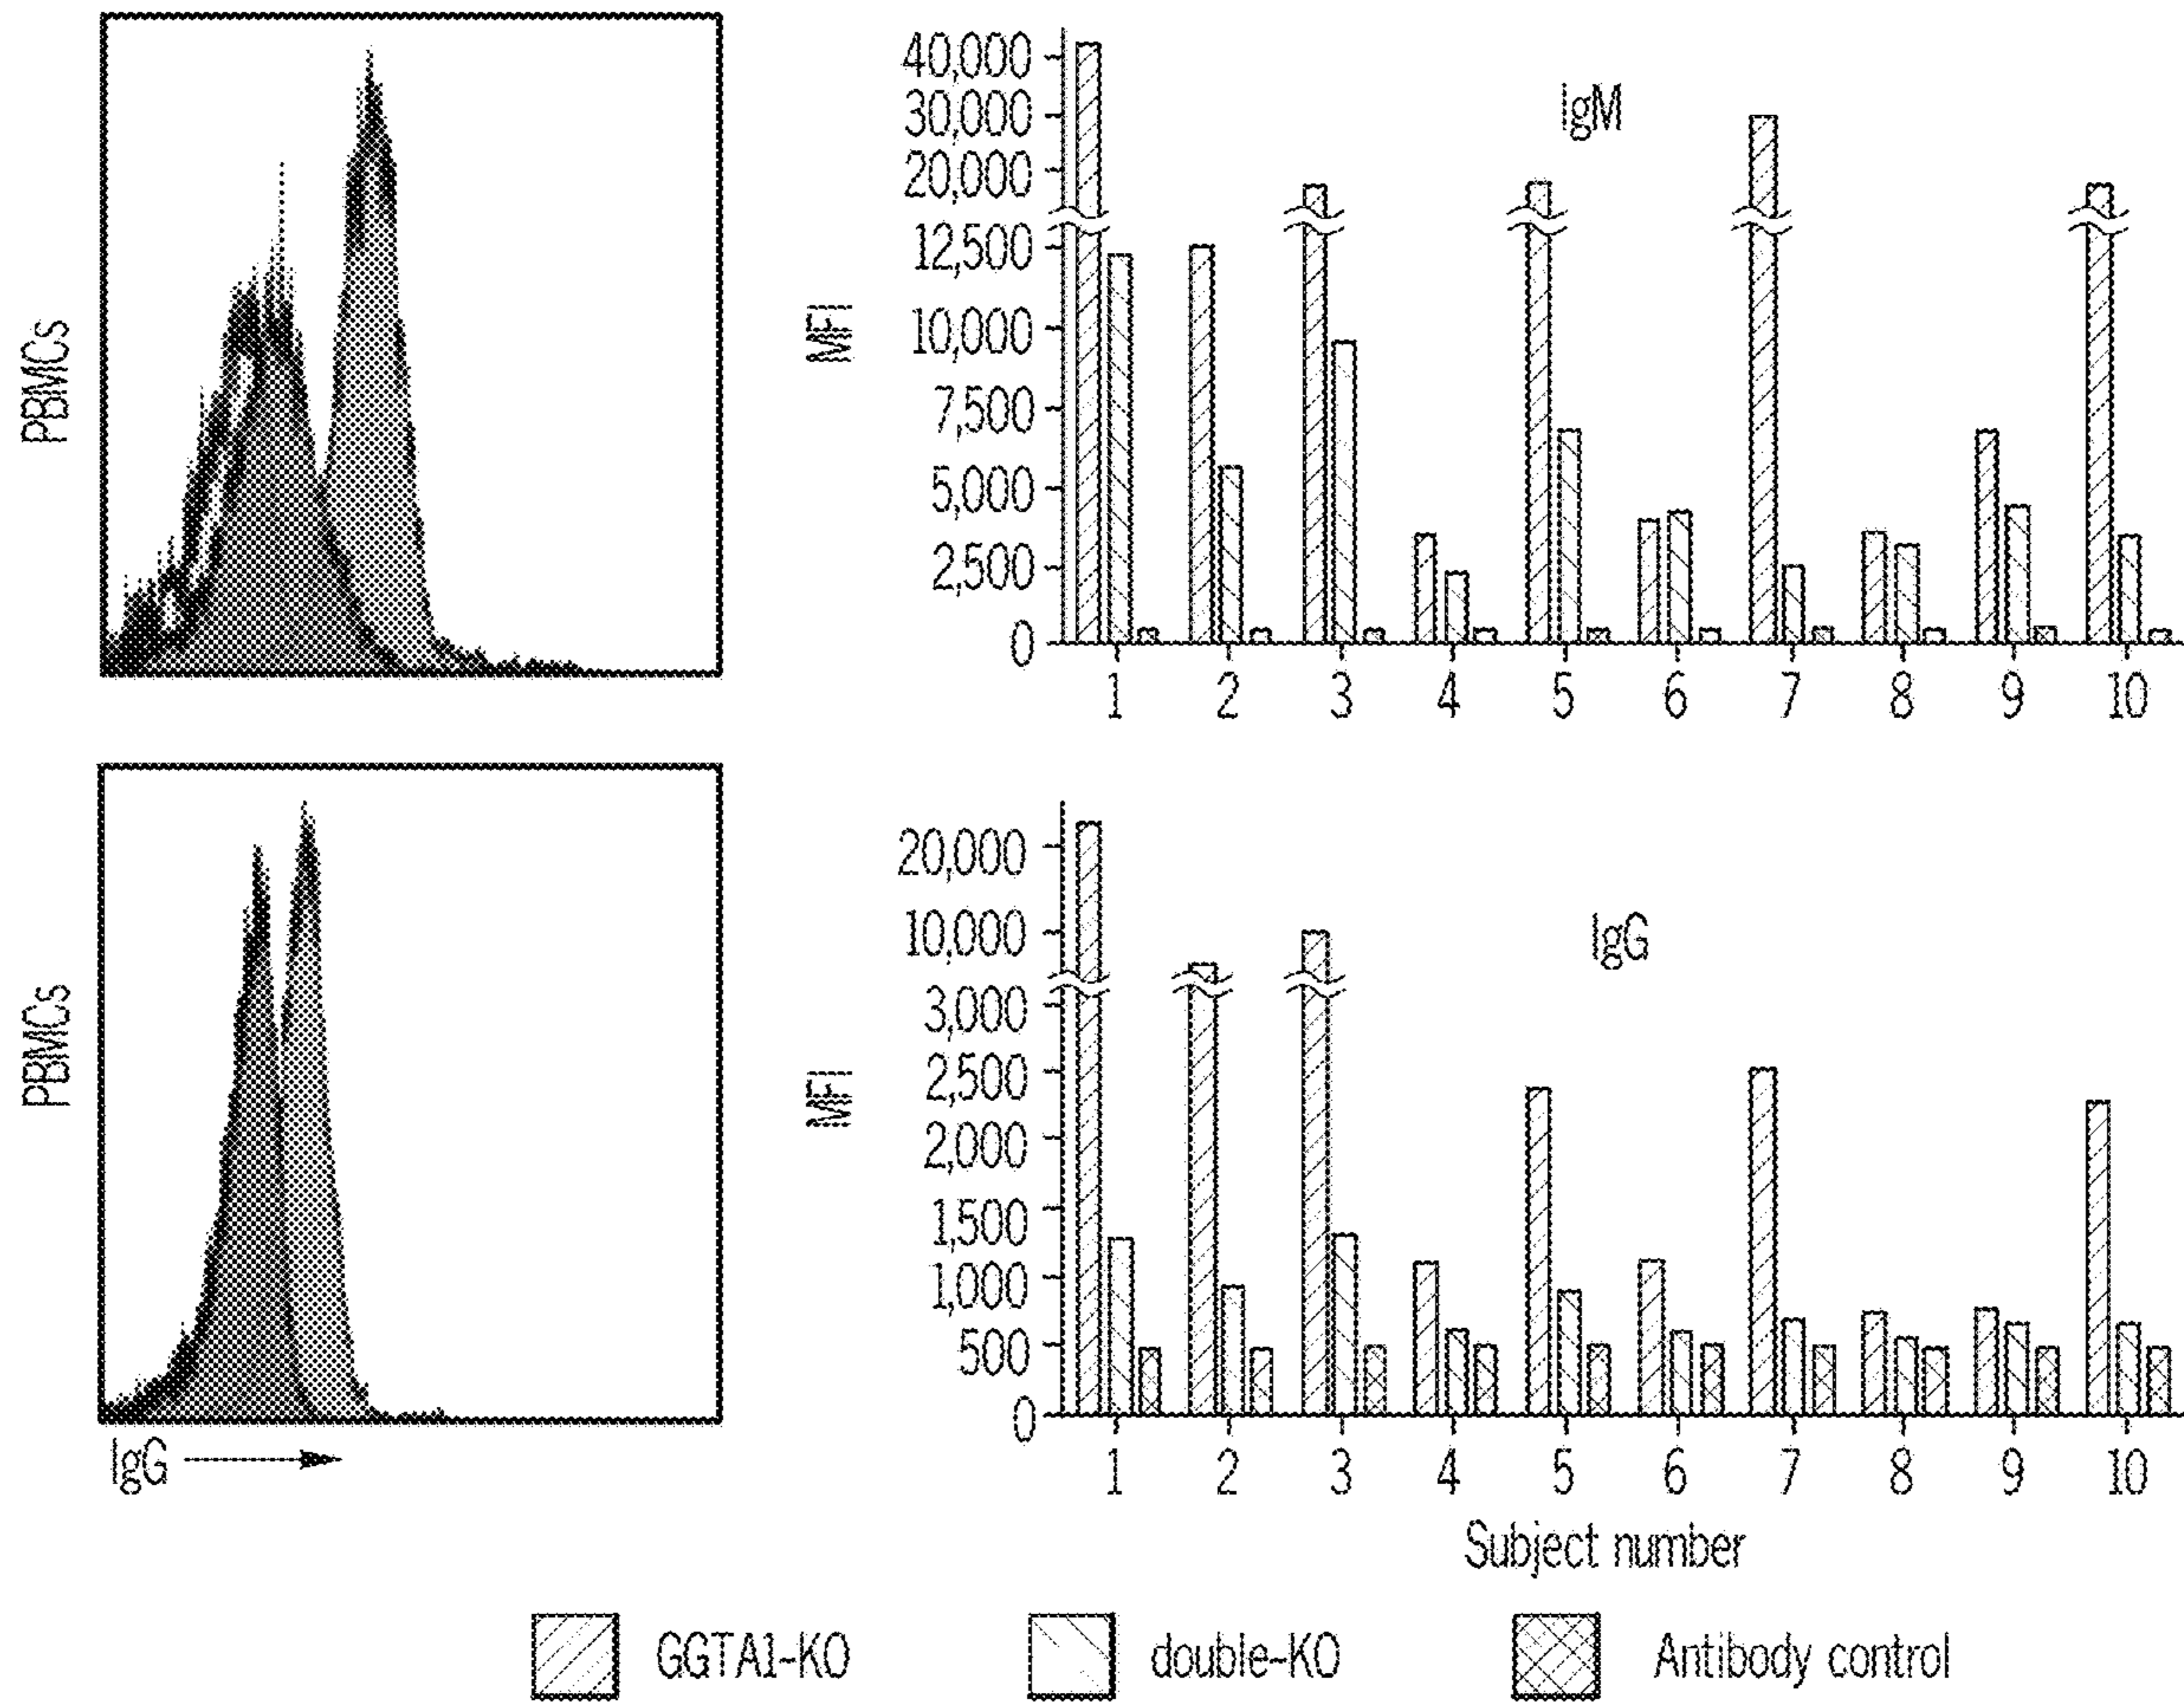 PBMCs
MFI
IgM
40,000
30,000
20,000
12,500
10,000
7,500
5,000
2,500
0
1 2 3 4 5 6 7 8 9 10
PBMCs
IgG
MFI
IgG
20,000
10,000
3,000
2,500
2,000
1,500
1,000
500
0
1 2 3 4 5 6 7 8 9 10
Subject number
GGTA1-KO double-KO Antibody control